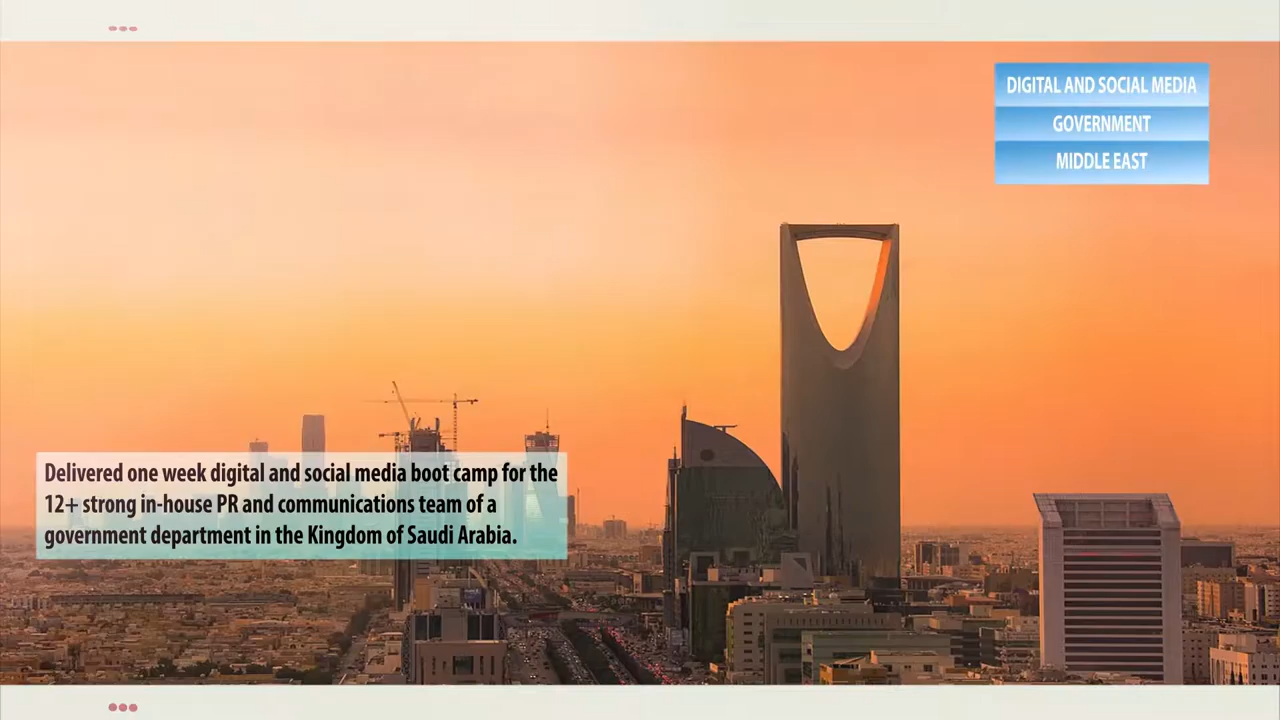 DIGITAL AND SOCIAL MEDIA
GOVERNMENT
MIDDLE EAST
Delivered one week digital and social media boot camp for the
12+ strong in-house PR and communications team of a
government department in the Kingdom of Saudi Arabia.